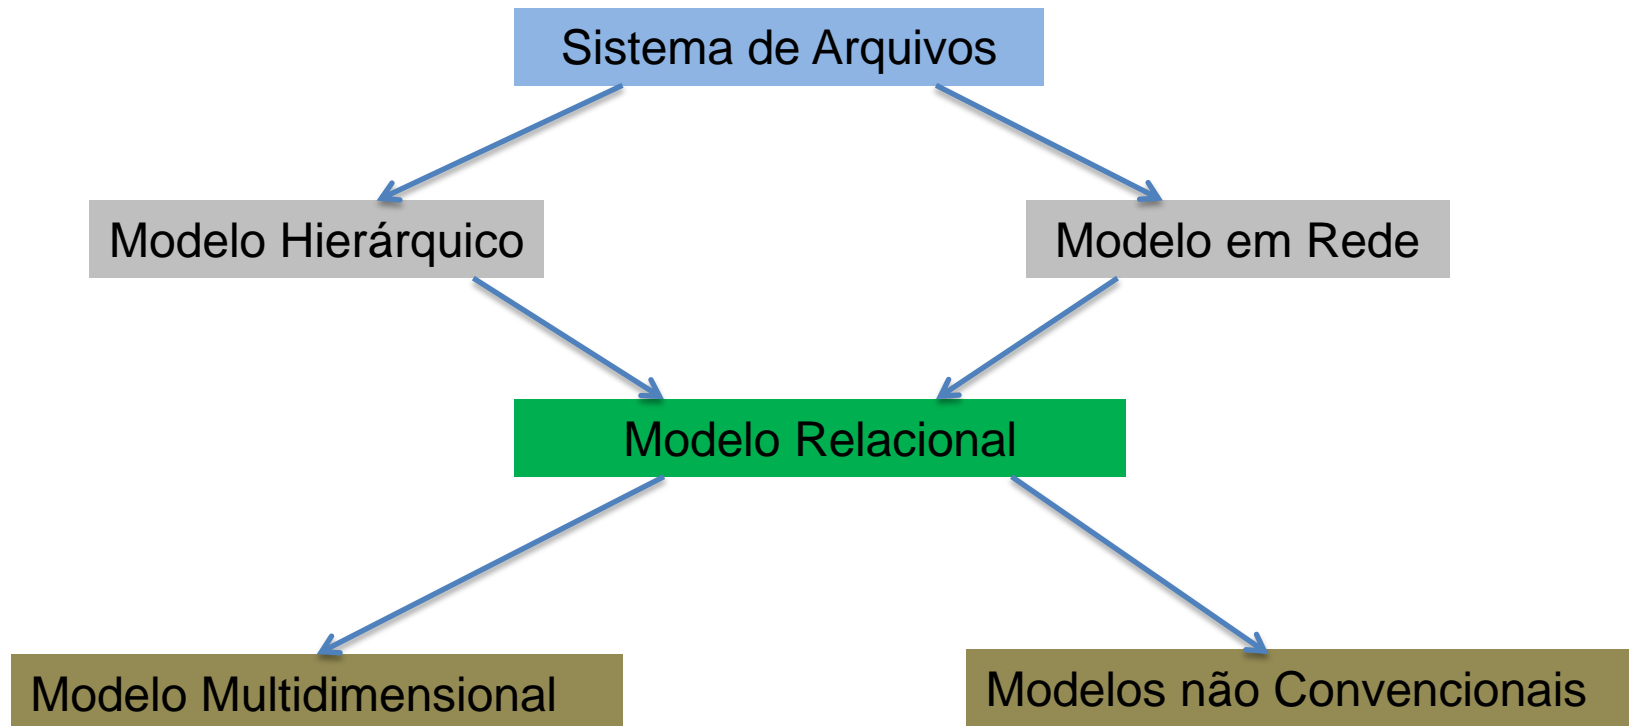 Sistema de Arquivos
Modelo Hierárquico
Modelo em Rede
Modelo Relacional
Modelo Multidimensional
Modelos não Convencionais